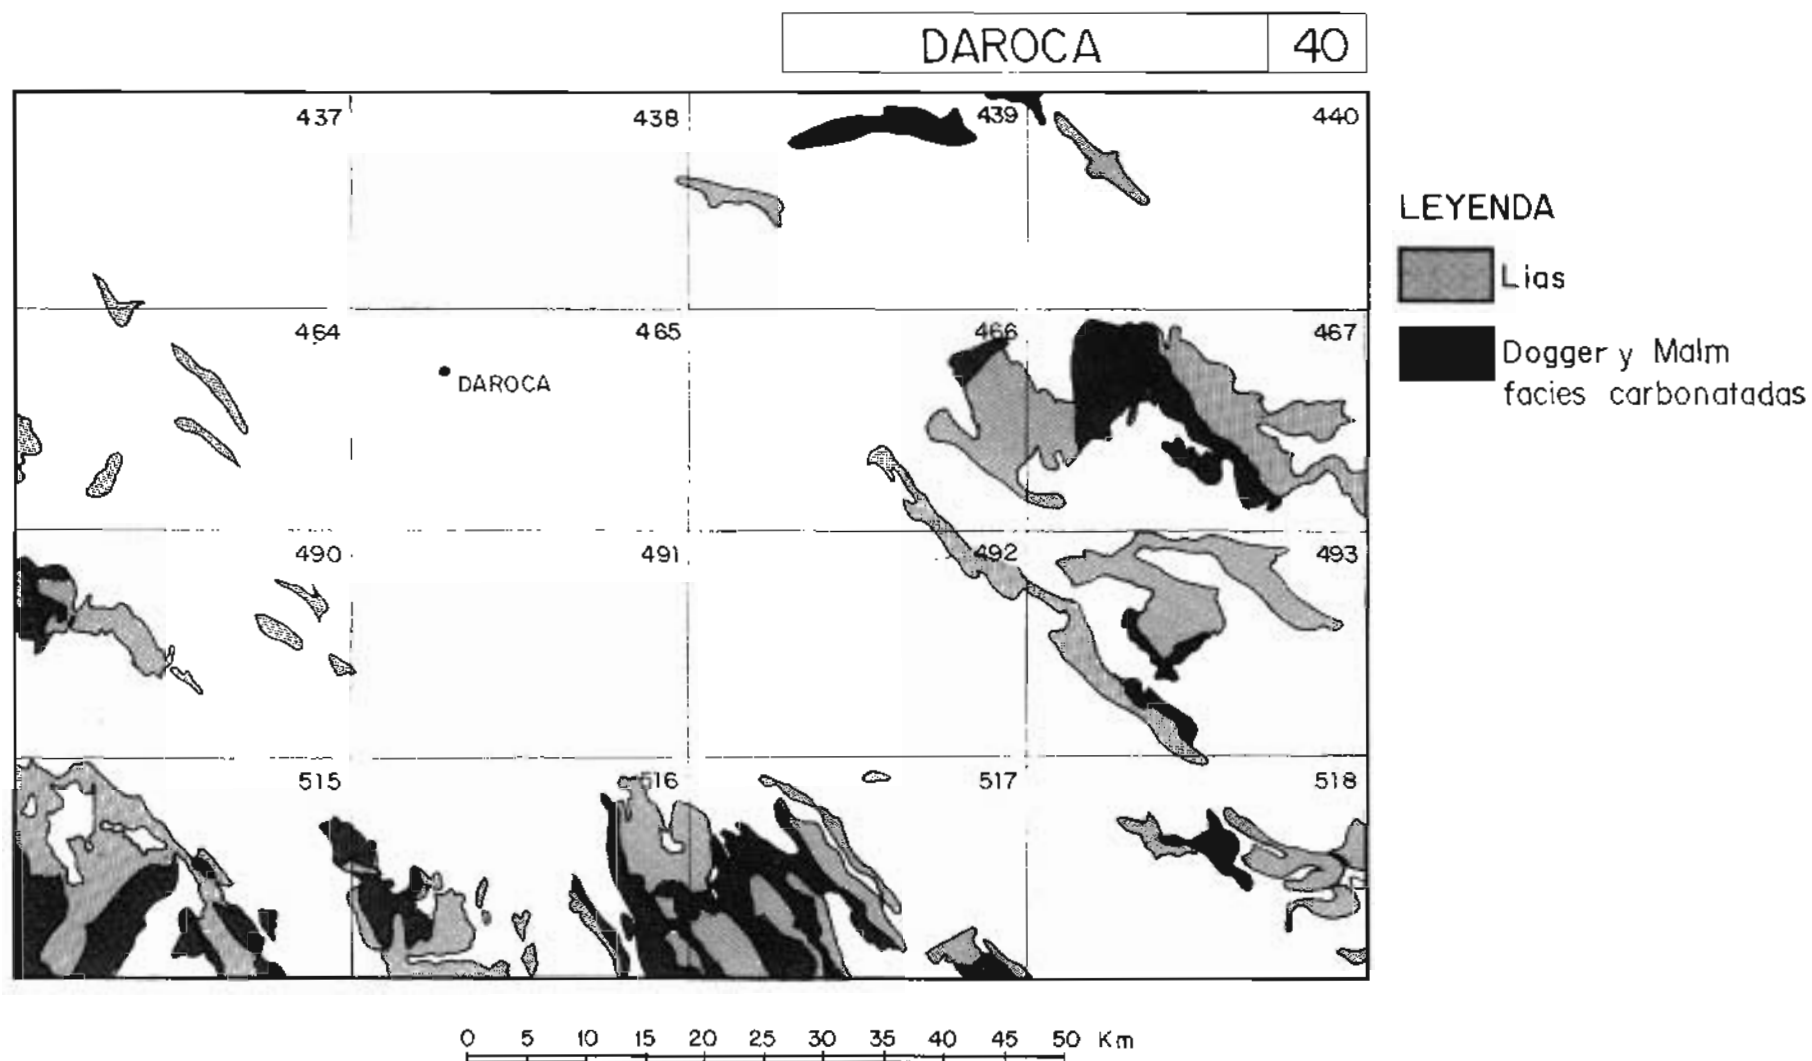 DAROCA 40
437 438 439 440
LEYENDA
Lias
464 465 466 467
Dogger y Malm
facies carbonatadas
DAROCA
490 491 492 493
515 516 517 518
0 5 10 15 20 25 30 35 40 45 50 Km